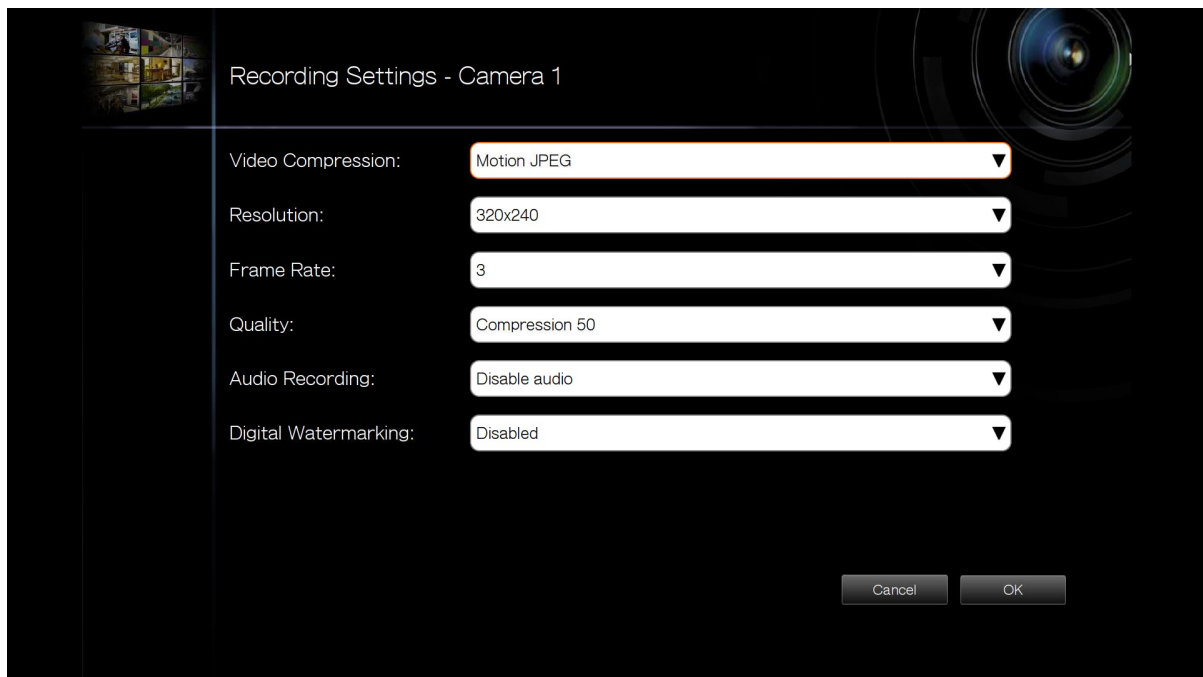 Recording Settings - Camera 1
Video Compression: Motion JPEG
Resolution: 320x240
Frame Rate: 3
Quality: Compression 50
Audio Recording: Disable audio
Digital Watermarking: Disabled
Cancel OK